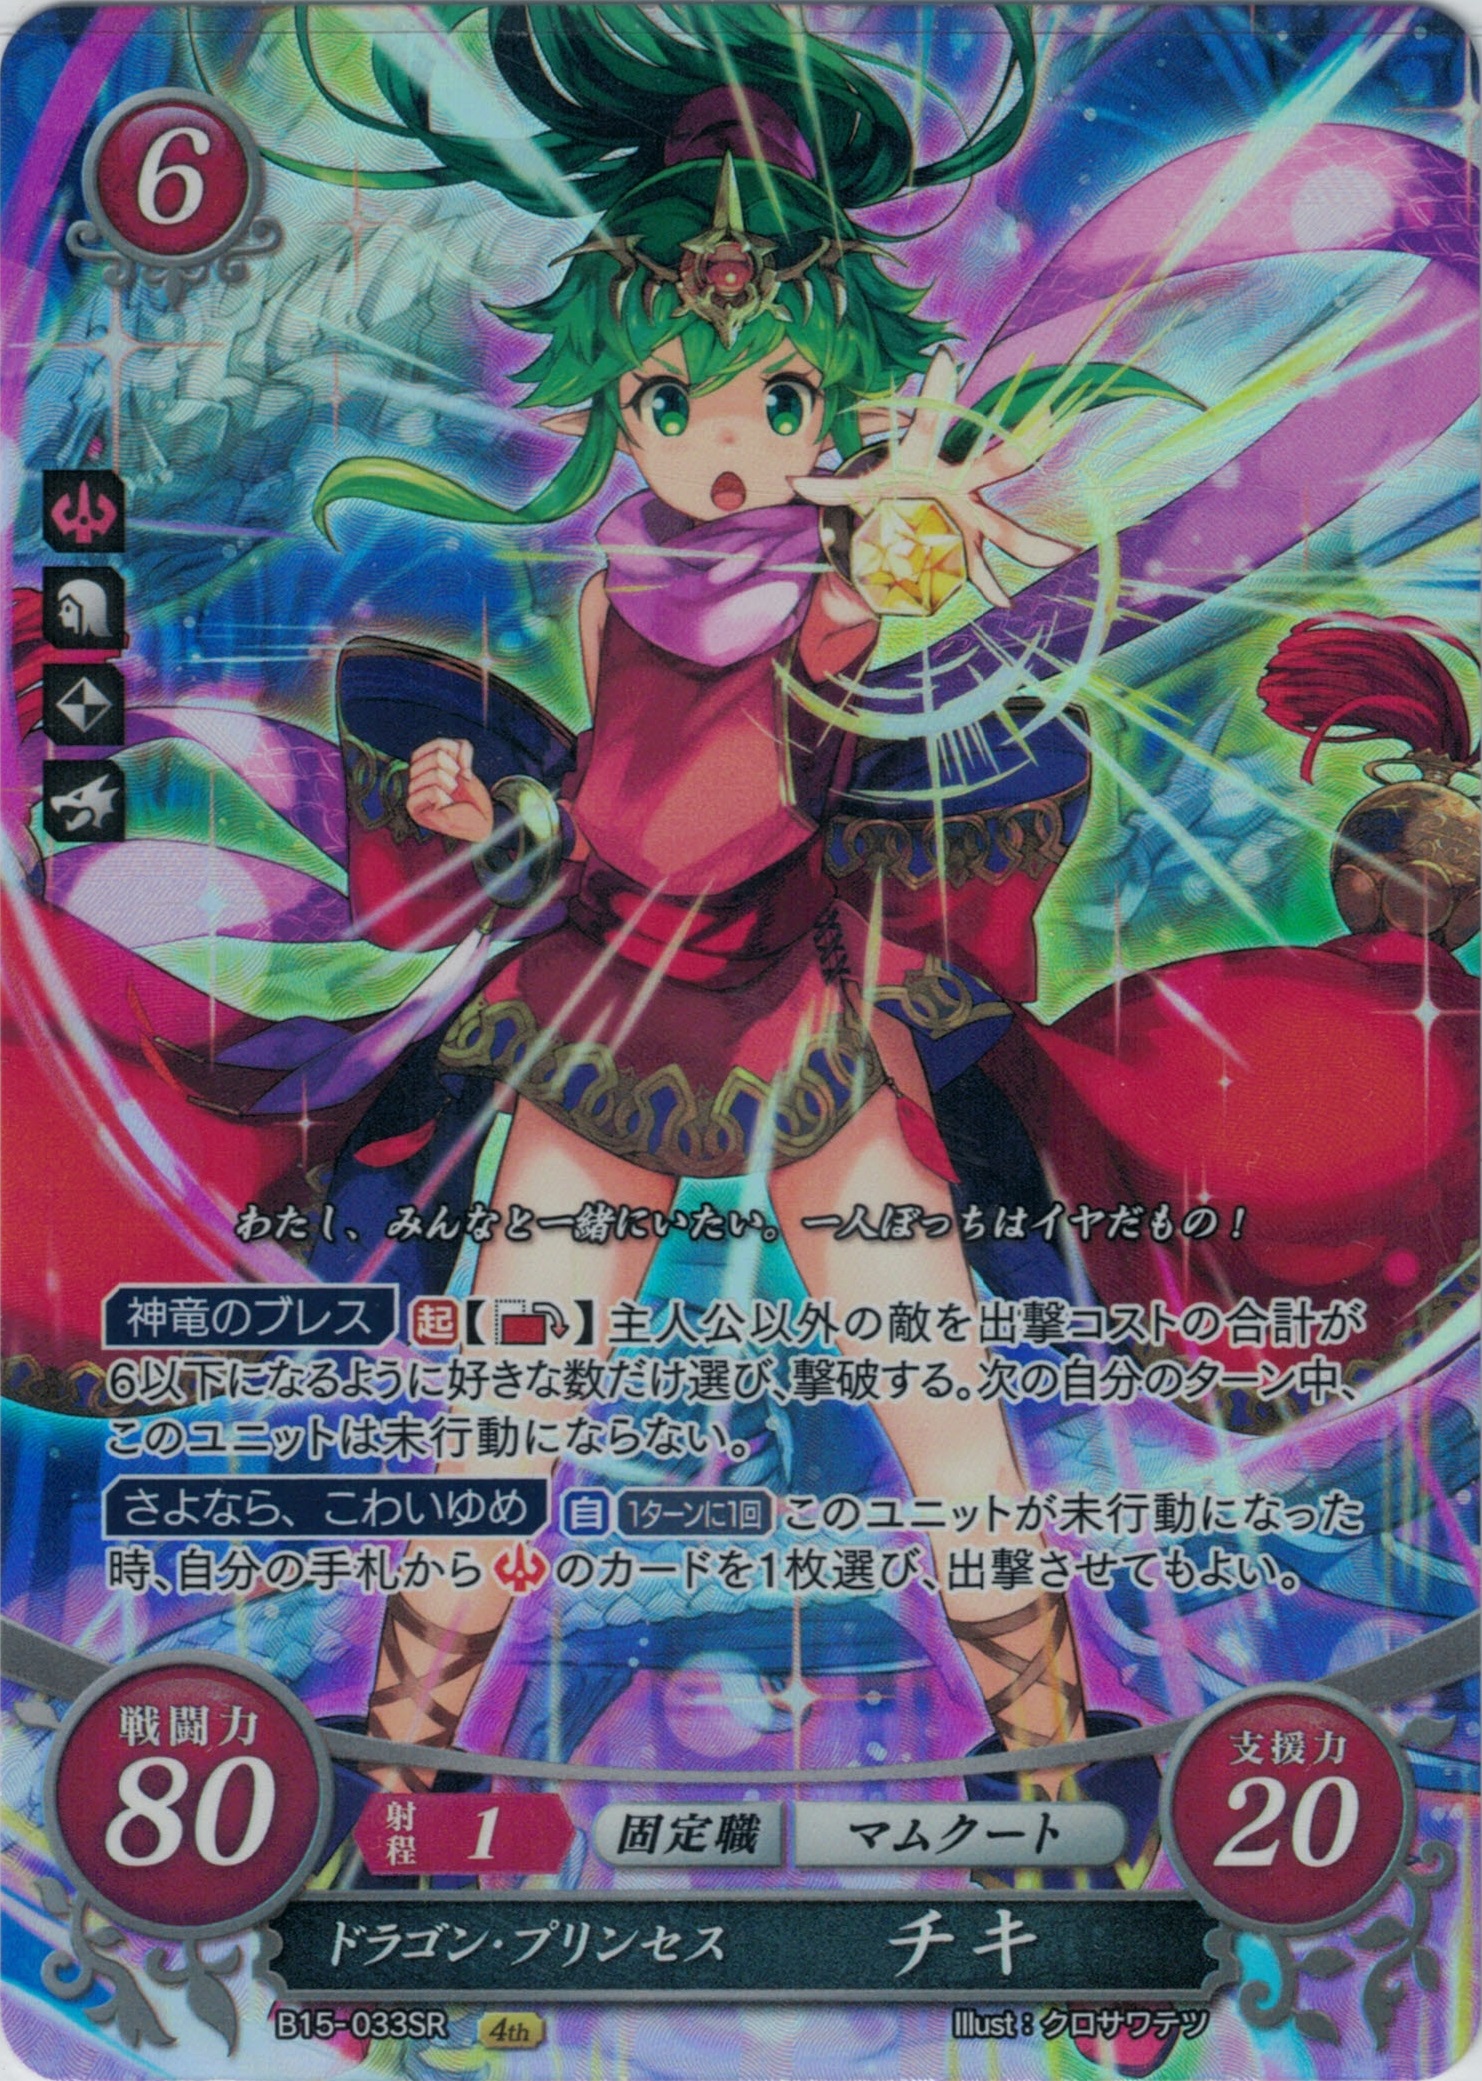 6
わたし、みんなと一緒にいたい。一人ぼっちはイヤだもの！
神竜のブレス 起【 】主人公以外の敵を出撃コストの合計が
6以下になるように好きな数だけ選び、撃破する。次の自分のターン中、
このユニットは未行動にならない。
さよなら、こわいゆめ 自 1ターンに1回 このユニットが未行動になった
時、自分の手札から のカードを1枚選び、出撃させてもよい。
戦闘力
80
射程 1
固定職 マムクート
支援力
20
ドラゴン・プリンセス チキ
B15-033SR 4th Illust：クロサワテツ